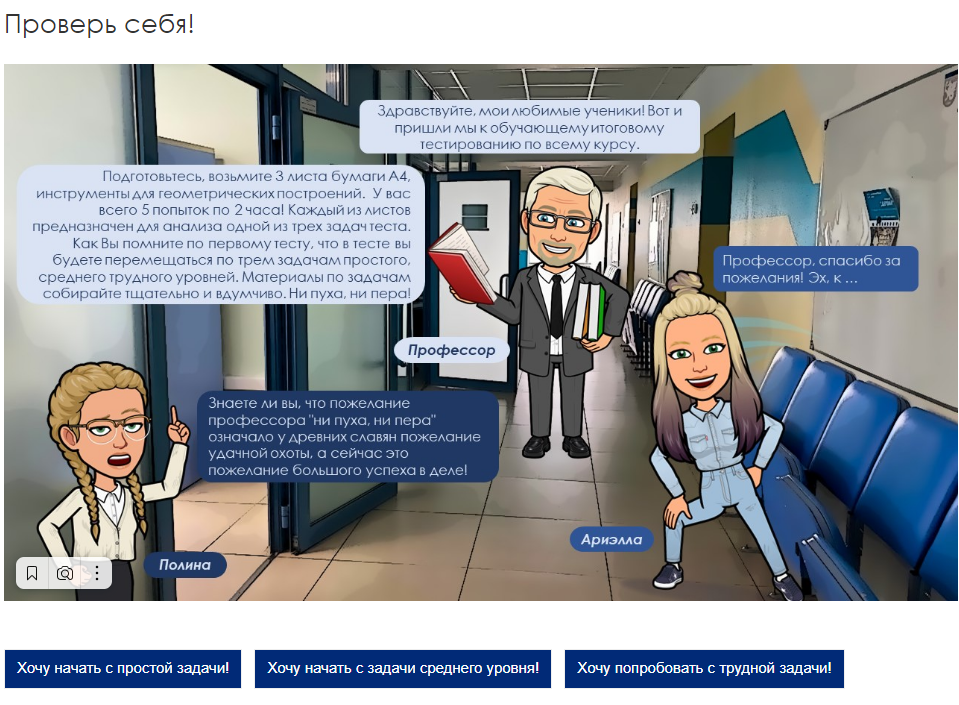 Проверь себя!
Здравствуйте, мои любимые ученики! Вот и
пришли мы к обучающему итоговому
тестированию по всему курсу.
Подготовьтесь, возьмите 3 листа бумаги А4,
инструменты для геометрических построений. У вас
всего 5 попыток по 2 часа! Каждый из листов
предназначен для анализа одной из трех задач теста.
Как Вы помните по первому тесту, что в тесте вы
будете перемещаться по трем задачам простого,
среднего трудного уровней. Материалы по задачам
собирайте тщательно и вдумчиво. Ни пуха, ни пера!
Профессор, спасибо за
пожелания! Эх, к ...
Профессор
Знаете ли вы, что пожелание
профессора "ни пуха, ни пера"
означало у древних славян пожелание
удачной охоты, а сейчас это
пожелание большого успеха в деле!
Ариэлла
Полина
Хочу начать с простой задачи!
Хочу начать с задачи среднего уровня!
Хочу попробовать с трудной задачи!